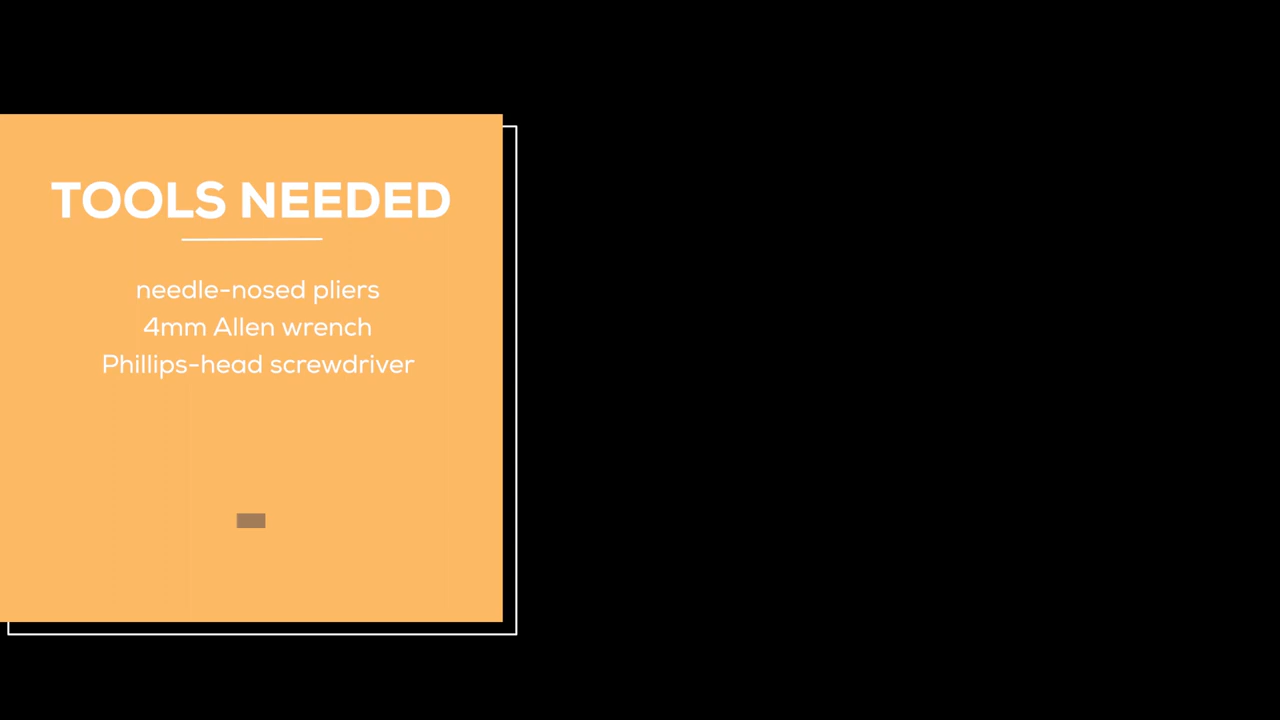 TOOLS NEEDED
needle-nosed pliers
4mm Allen wrench
Phillips-head screwdriver